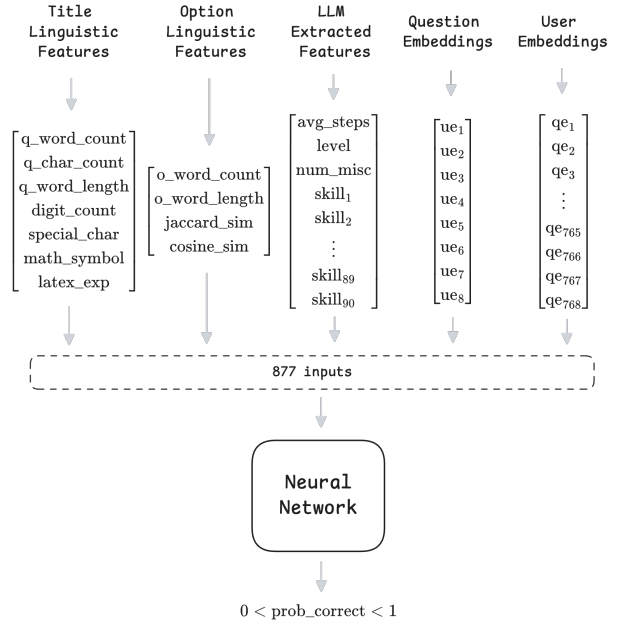 Title
Linguistic
Features
Option
Linguistic
Features
LLM
Extracted
Features
Question
Embeddings
User
Embeddings
q_word_count
q_char_count
q_word_length
digit_count
special_char
math_symbol
latex_exp
o_word_count
o_word_length
jaccard_sim
cosine_sim
avg_steps
level
num_misc
skill₁
skill₂
⋮
skill₈₉
skill₉₀
ue₁
ue₂
ue₃
ue₄
ue₅
ue₆
ue₇
ue₈
qe₁
qe₂
qe₃
⋮
qe₇₆₅
qe₇₆₆
qe₇₆₇
qe₇₆₈
877 inputs
Neural
Network
0 < prob_correct < 1